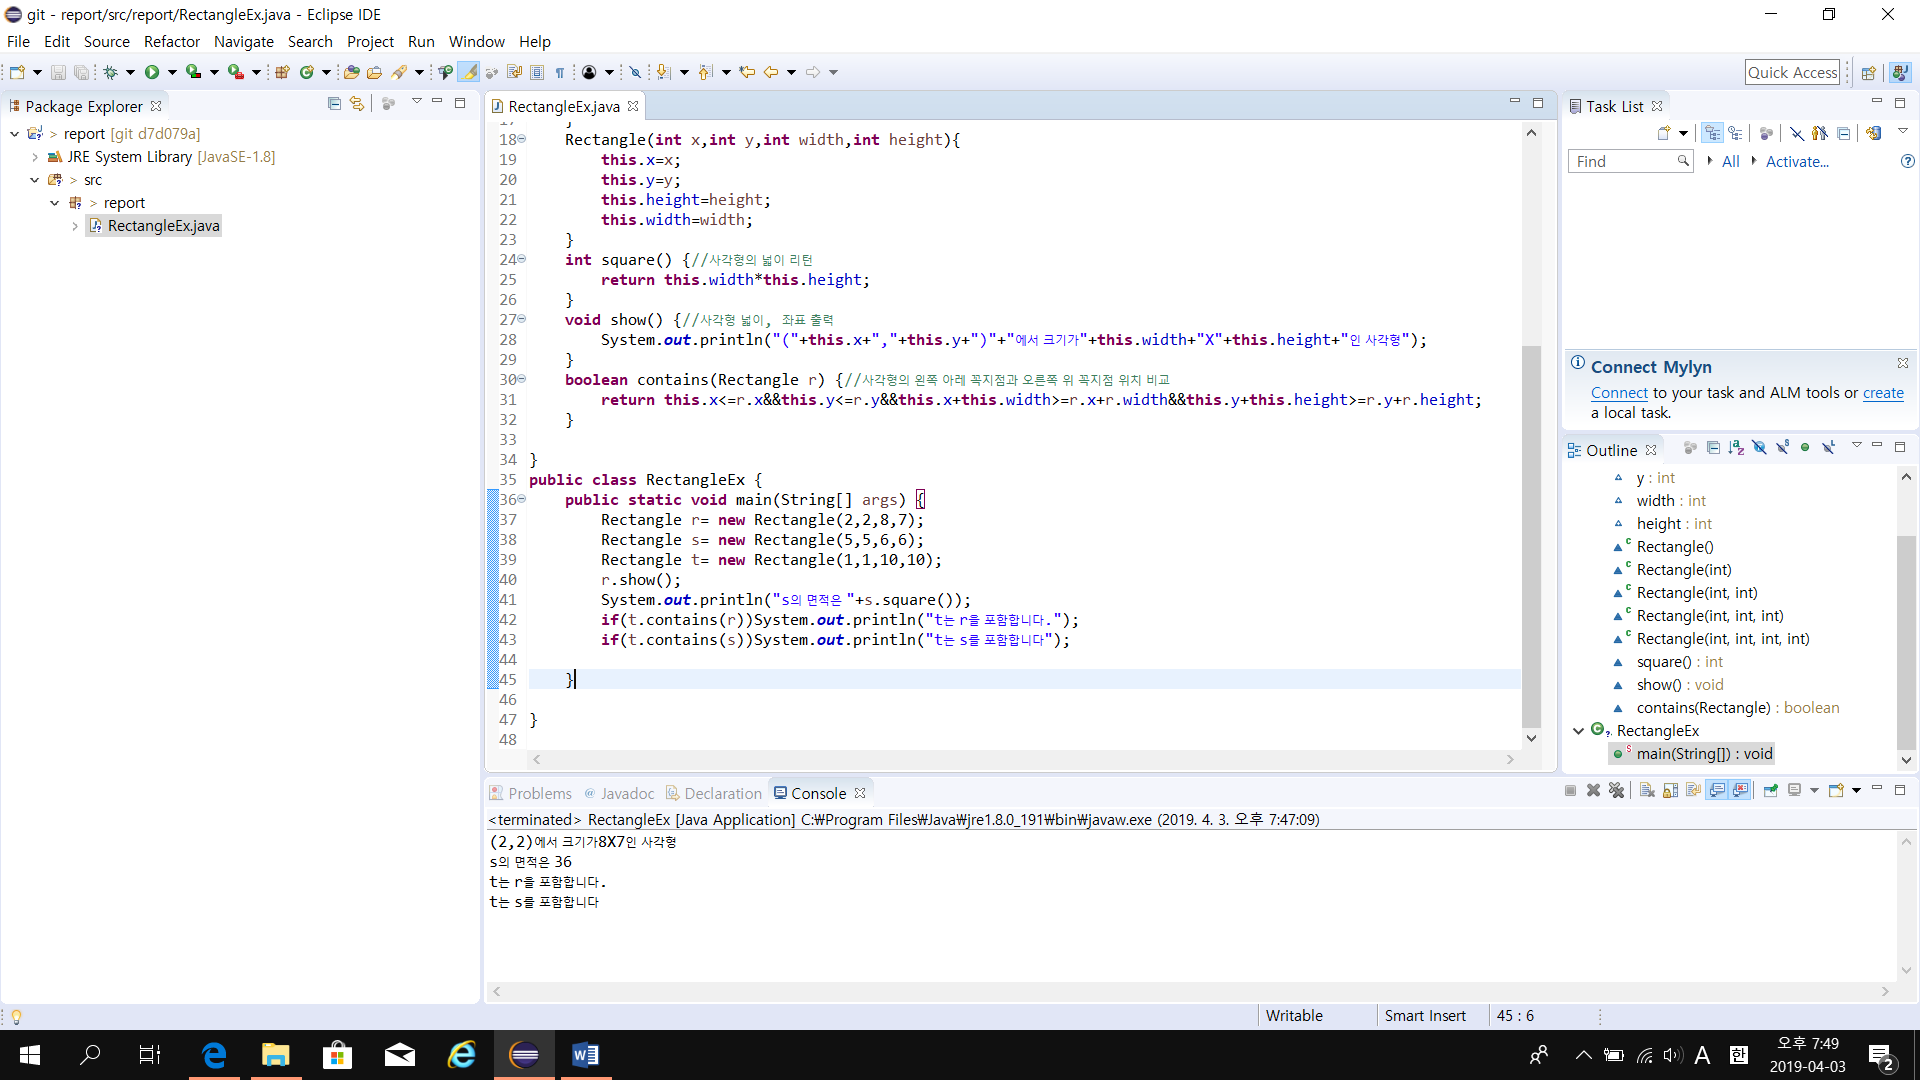 git - report/src/report/RectangleEx.java - Eclipse IDE
File Edit Source Refactor Navigate Search Project Run Window Help
Quick Access
Package Explorer
> report [git d7d079a]
JRE System Library [JavaSE-1.8]
> src
> report
RectangleEx.java
RectangleEx.java
18 Rectangle(int x,int y,int width,int height){
19 this.x=x;
20 this.y=y;
21 this.height=height;
22 this.width=width;
23 }
24 int square() {//사각형의 넓이 리턴
25 return this.width*this.height;
26 }
27 void show() {//사각형 넓이, 좌표 출력
28 System.out.println("("+this.x+","+this.y+")"+"에서 크기가"+this.width+"X"+this.height+"인 사각형");
29 }
30 boolean contains(Rectangle r) {//사각형의 왼쪽 아레 꼭지점과 오른쪽 위 꼭지점 위치 비교
31 return this.x<=r.x&&this.y<=r.y&&this.x+this.width>=r.x+r.width&&this.y+this.height>=r.y+r.height;
32 }
33
34 }
35 public class RectangleEx {
36 public static void main(String[] args) {
37 Rectangle r= new Rectangle(2,2,8,7);
38 Rectangle s= new Rectangle(5,5,6,6);
39 Rectangle t= new Rectangle(1,1,10,10);
40 r.show();
41 System.out.println("s의 면적은 "+s.square());
42 if(t.contains(r))System.out.println("t는 r을 포함합니다.");
43 if(t.contains(s))System.out.println("t는 s를 포함합니다");
44
45 }
46
47 }
48
Task List
Find All Activate...
Connect Mylyn
Connect to your task and ALM tools or create
a local task.
Outline
y : int
width : int
height : int
Rectangle()
Rectangle(int)
Rectangle(int, int)
Rectangle(int, int, int)
Rectangle(int, int, int, int)
square() : int
show() : void
contains(Rectangle) : boolean
RectangleEx
main(String[]) : void
Problems @ Javadoc Declaration Console
<terminated> RectangleEx [Java Application] C:₩Program Files₩Java₩jre1.8.0_191₩bin₩javaw.exe (2019. 4. 3. 오후 7:47:09)
(2,2)에서 크기가8X7인 사각형
s의 면적은 36
t는 r을 포함합니다.
t는 s를 포함합니다
Writable Smart Insert 45 : 6
A 한 오후 7:49
2019-04-03
2